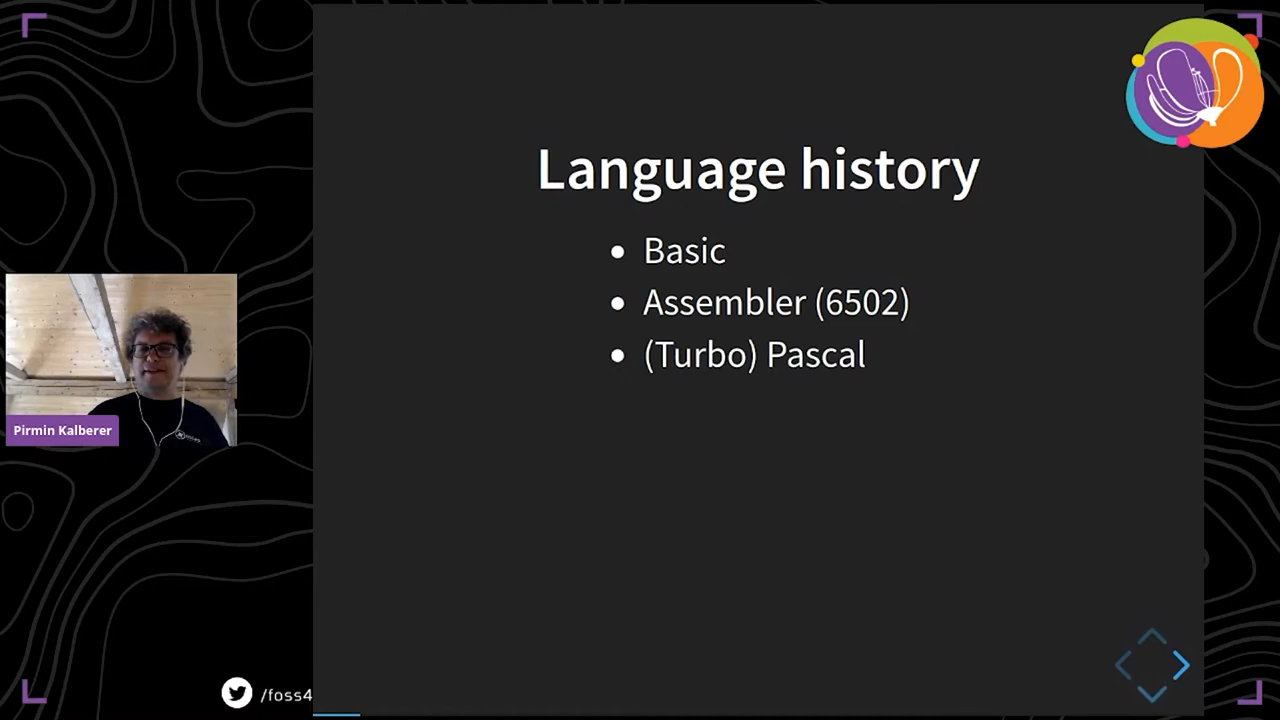 Language history
Basic
Assembler (6502)
(Turbo) Pascal
Pirmin Kalberer
/foss4